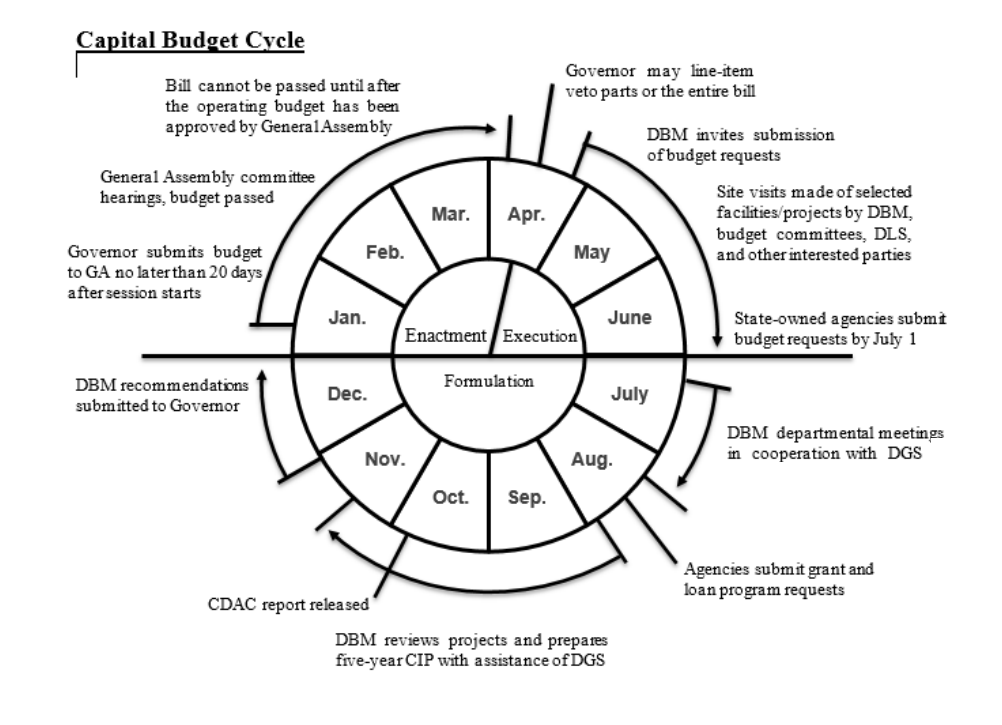 Capital Budget Cycle
Governor may line-item
veto parts or the entire bill
Bill cannot be passed until after
the operating budget has been
approved by General Assembly
DBM invites submission
of budget requests
General Assembly committee
hearings, budget passed
Site visits made of selected
facilities/projects by DBM,
budget committees, DLS,
and other interested parties
Governor submits budget
to GA no later than 20 days
after session starts
State-owned agencies submit
budget requests by July 1
Mar.
Apr.
Feb.
May
Jan.
June
Enactment
Execution
Formulation
Dec.
July
Nov.
Aug.
Oct.
Sep.
DBM recommendations
submitted to Governor
DBM departmental meetings
in cooperation with DGS
Agencies submit grant and
loan program requests
CDAC report released
DBM reviews projects and prepares
five-year CIP with assistance of DGS